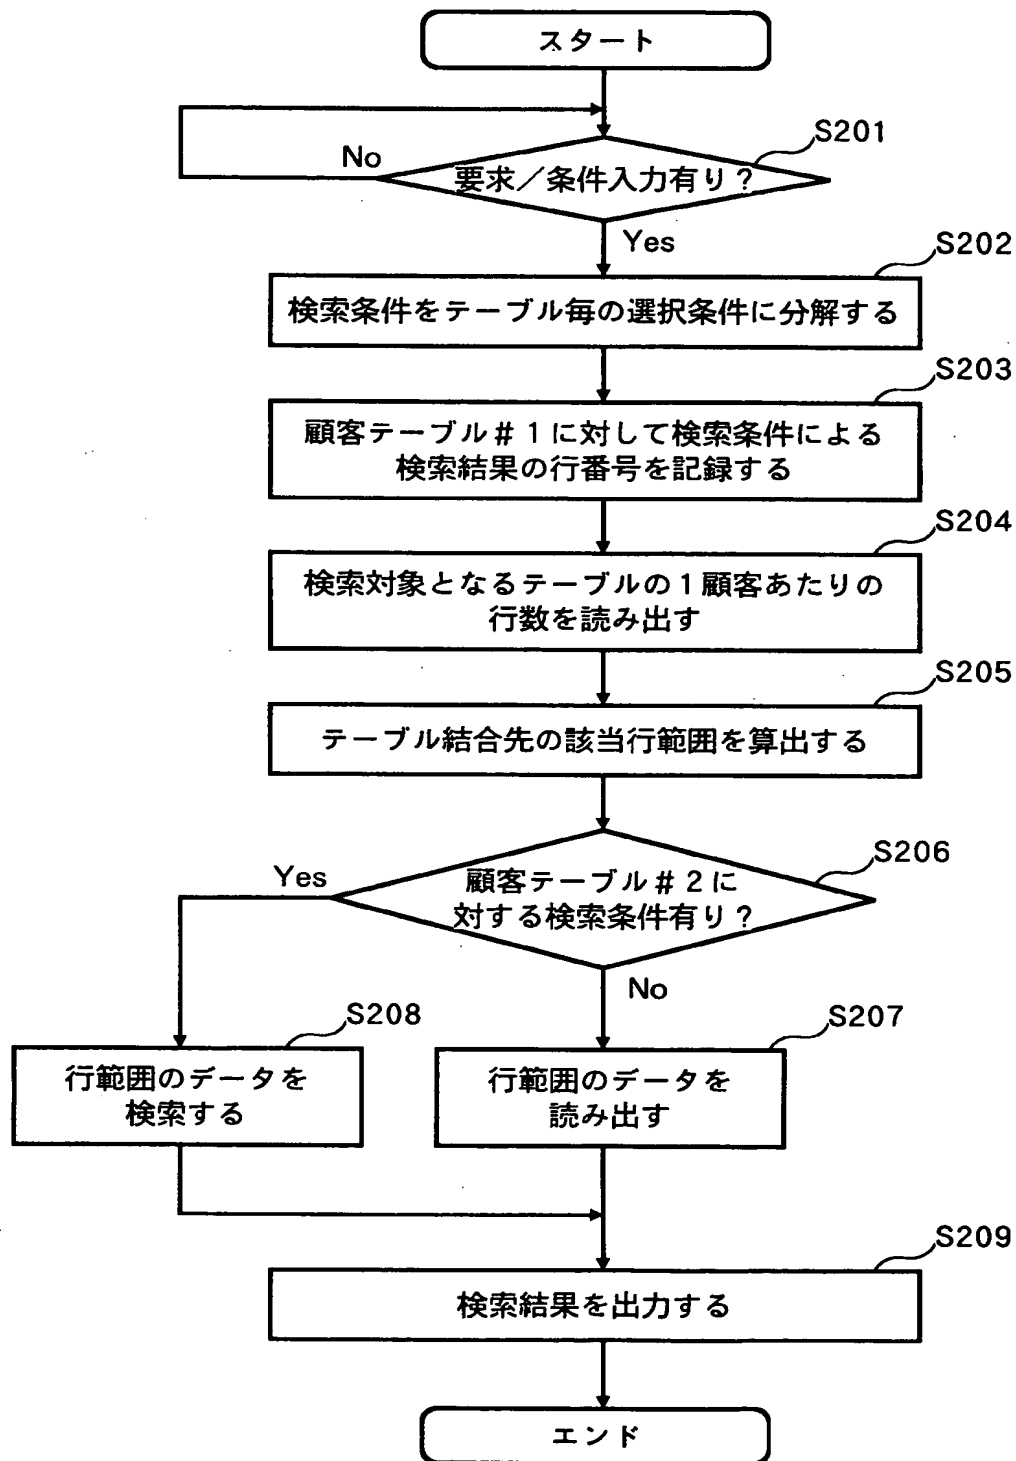 スタート
S201
No
要求／条件入力有り？
Yes
S202
検索条件をテーブル毎の選択条件に分解する
S203
顧客テーブル＃１に対して検索条件による
検索結果の行番号を記録する
S204
検索対象となるテーブルの１顧客あたりの
行数を読み出す
S205
テーブル結合先の該当行範囲を算出する
S206
Yes
顧客テーブル＃２に
対する検索条件有り？
No
S208
行範囲のデータを
検索する
S207
行範囲のデータを
読み出す
S209
検索結果を出力する
エンド